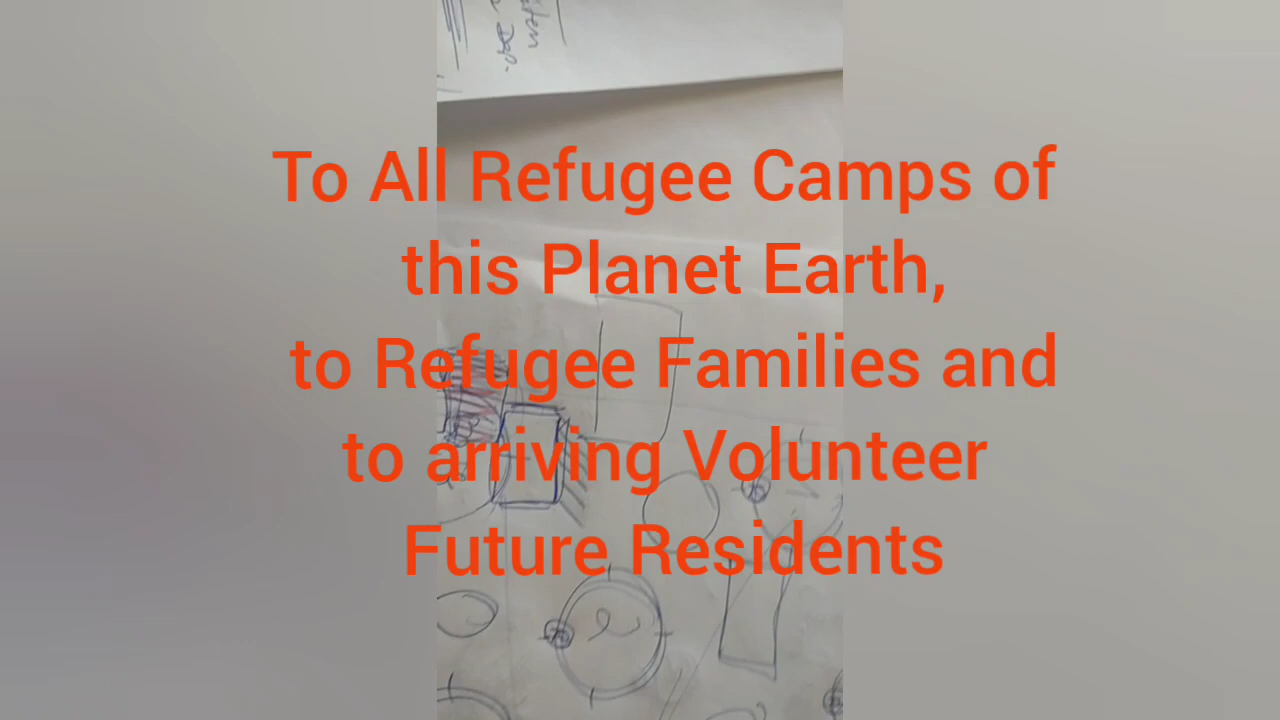 To All Refugee Camps of
this Planet Earth,
to Refugee Families and
to arriving Volunteer
Future Residents